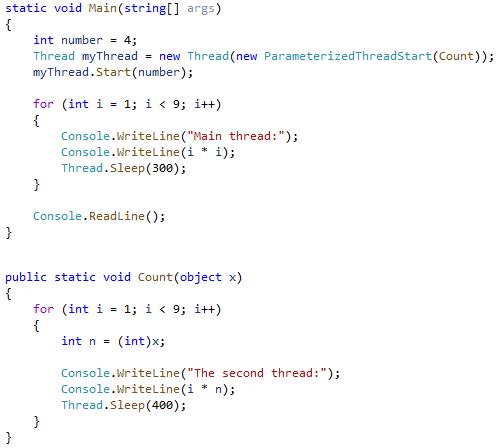 static void Main(string[] args)
{
    int number = 4;
    Thread myThread = new Thread(new ParameterizedThreadStart(Count));
    myThread.Start(number);

    for (int i = 1; i < 9; i++)
    {
        Console.WriteLine("Main thread:");
        Console.WriteLine(i * i);
        Thread.Sleep(300);
    }

    Console.ReadLine();
}

public static void Count(object x)
{
    for (int i = 1; i < 9; i++)
    {
        int n = (int)x;

        Console.WriteLine("The second thread:");
        Console.WriteLine(i * n);
        Thread.Sleep(400);
    }
}